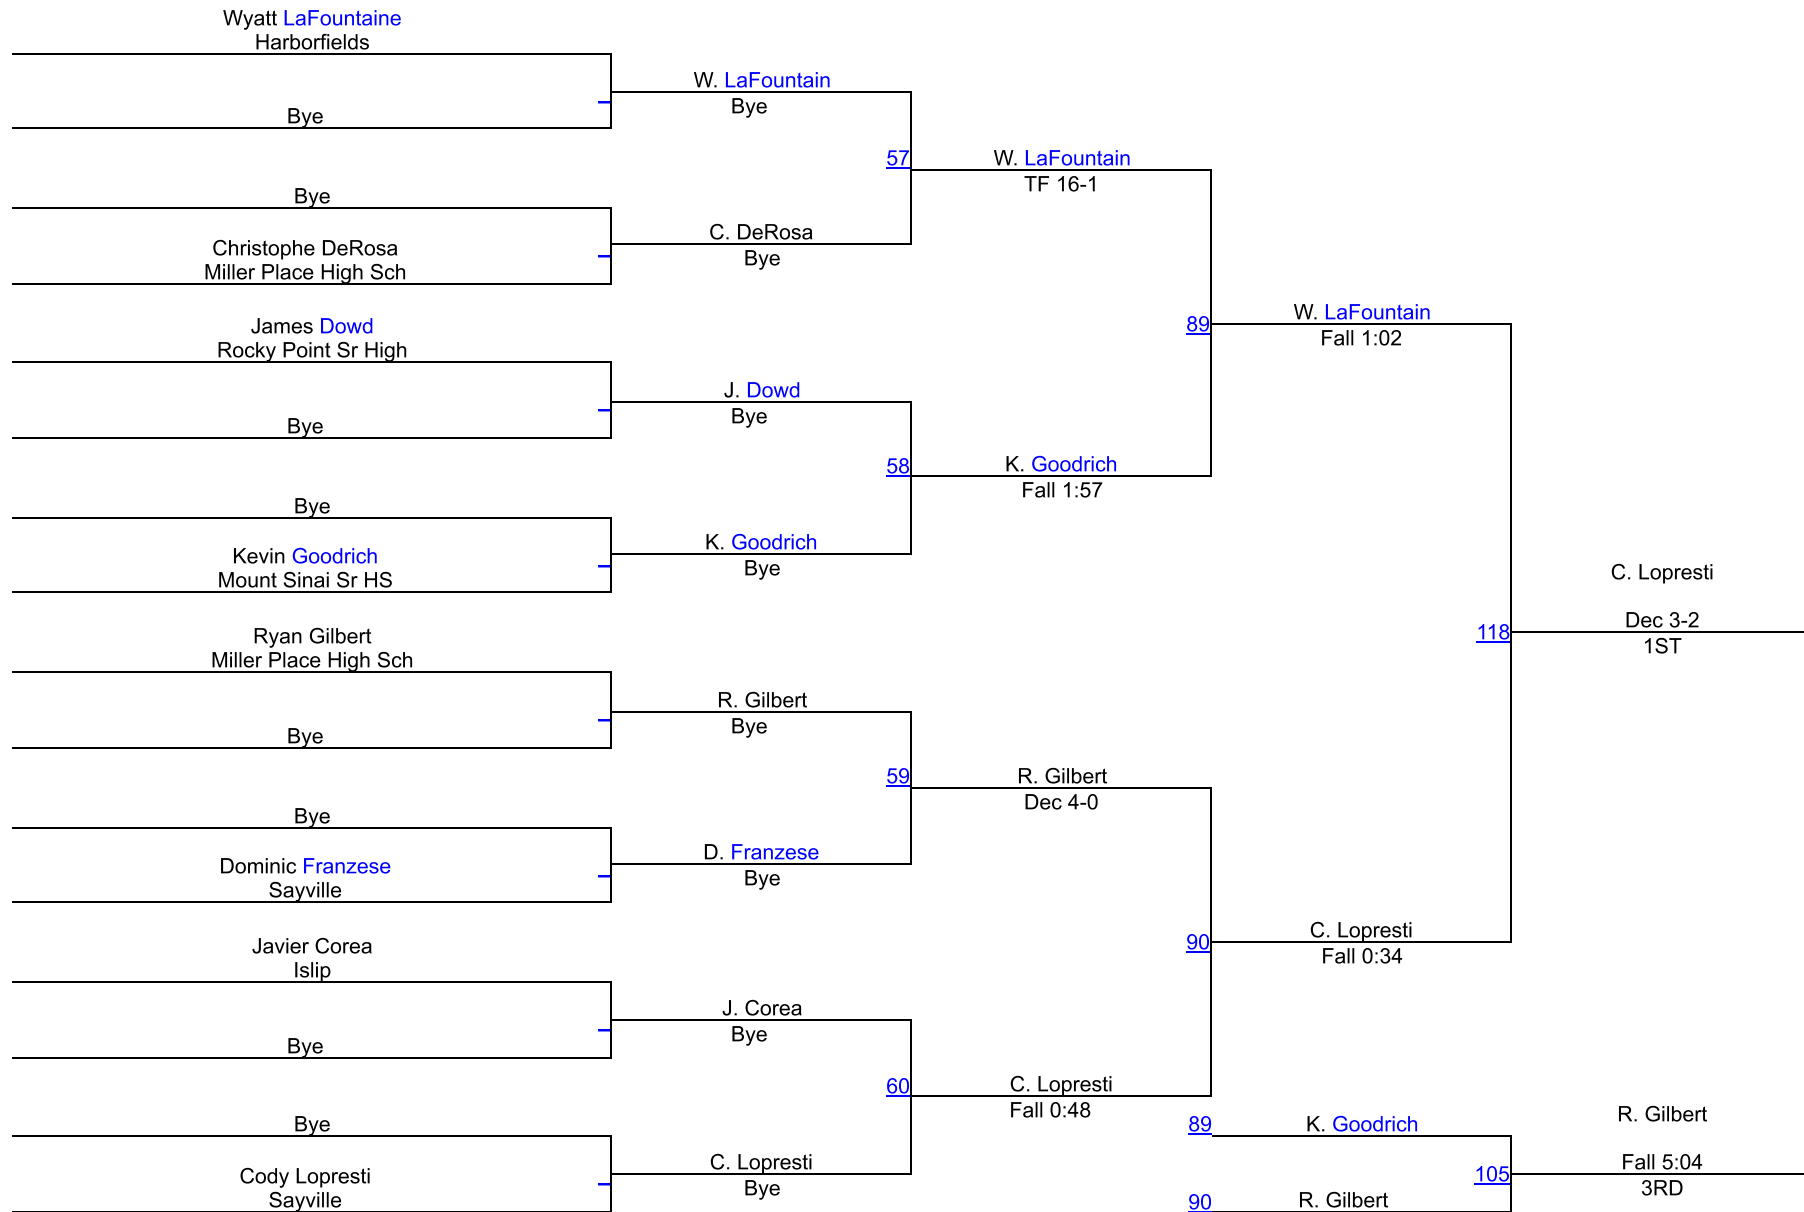 Wyatt LaFountaine
Harborfields
Bye
Bye
Christophe DeRosa
Miller Place High Sch
James Dowd
Rocky Point Sr High
Bye
Bye
Kevin Goodrich
Mount Sinai Sr HS
Ryan Gilbert
Miller Place High Sch
Bye
Bye
Dominic Franzese
Sayville
Javier Corea
Islip
Bye
Bye
Cody Lopresti
Sayville
W. LaFountain
Bye
57
C. DeRosa
Bye
J. Dowd
Bye
58
K. Goodrich
Bye
R. Gilbert
Bye
59
D. Franzese
Bye
J. Corea
Bye
60
C. Lopresti
Bye
W. LaFountain
TF 16-1
89
K. Goodrich
Fall 1:57
R. Gilbert
Dec 4-0
90
C. Lopresti
Fall 0:48
W. LaFountain
Fall 1:02
118
C. Lopresti
Fall 0:34
C. Lopresti
Dec 3-2
1ST
89 K. Goodrich
105
90 R. Gilbert
R. Gilbert
Fall 5:04
3RD